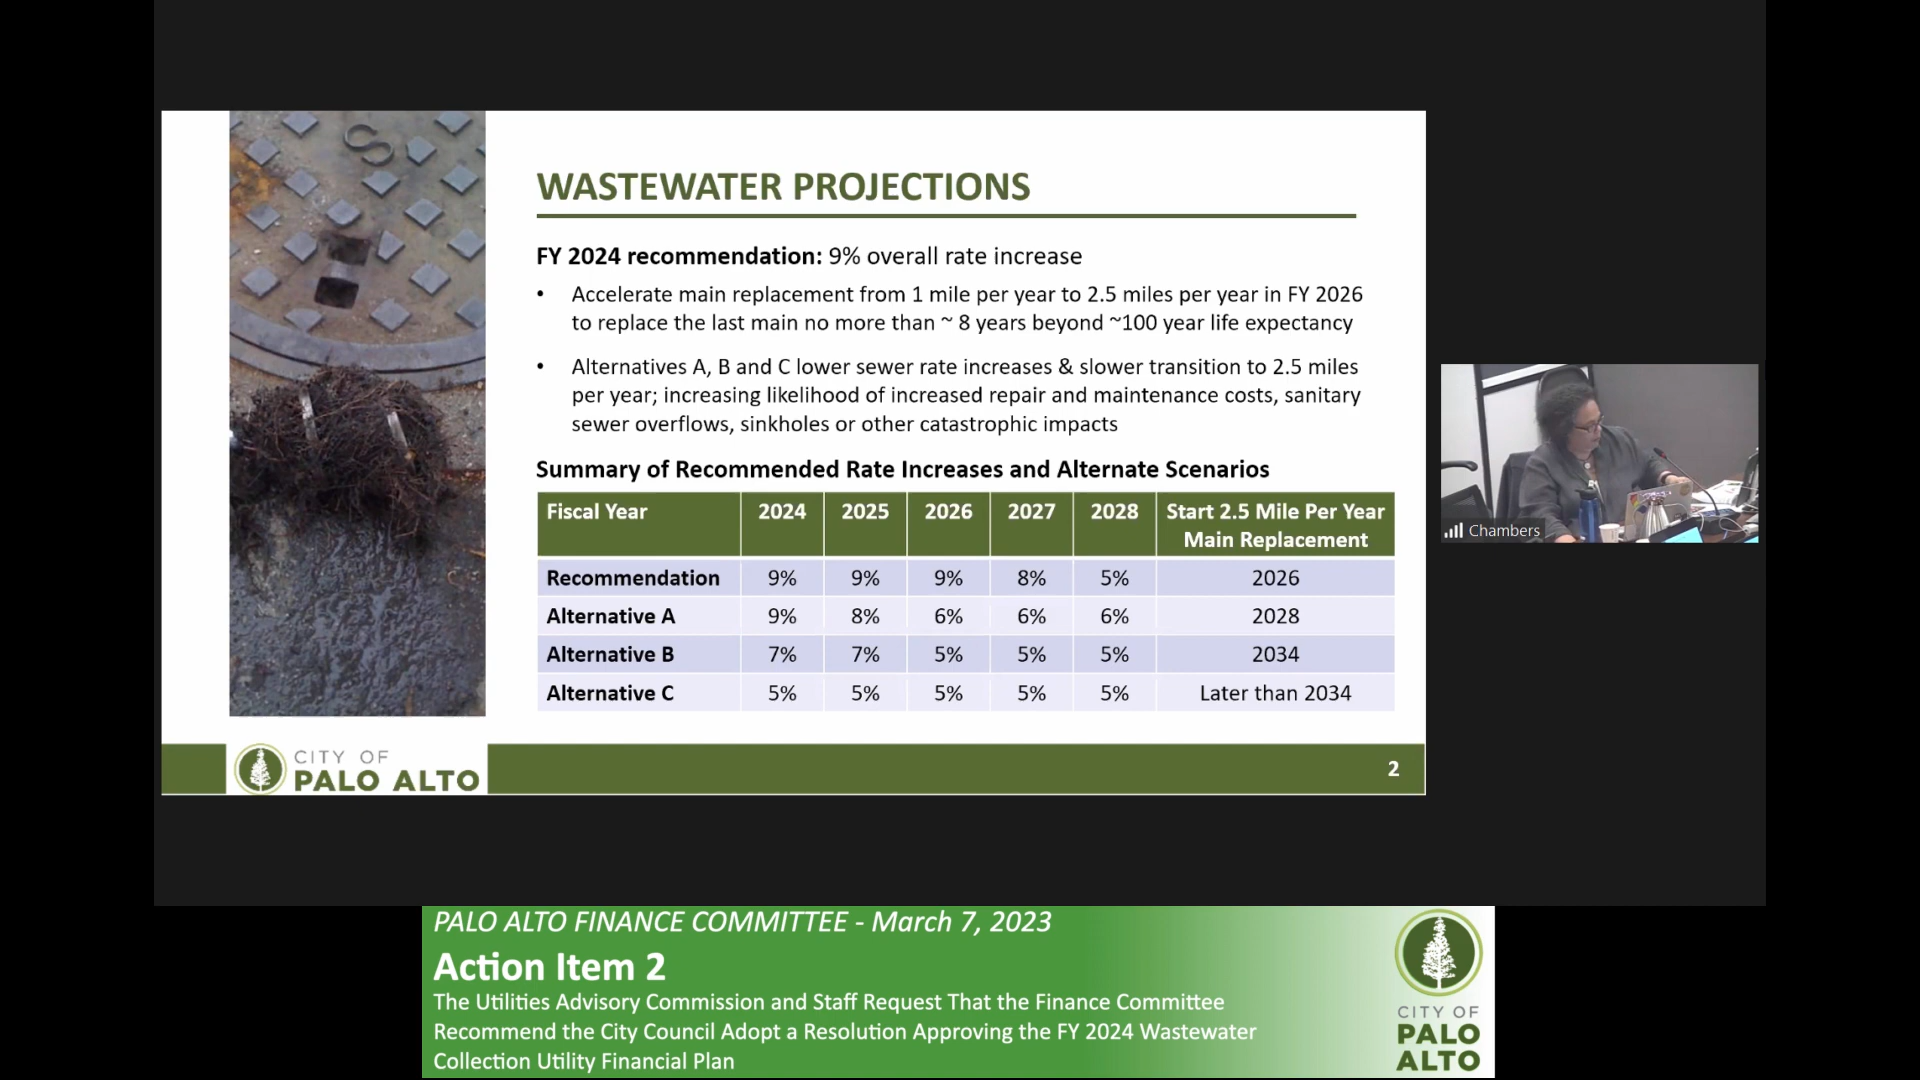 S
WASTEWATER PROJECTIONS
FY 2024 recommendation: 9% overall rate increase
• Accelerate main replacement from 1 mile per year to 2.5 miles per year in FY 2026
to replace the last main no more than ~ 8 years beyond ~100 year life expectancy
• Alternatives A, B and C lower sewer rate increases & slower transition to 2.5 miles
per year; increasing likelihood of increased repair and maintenance costs, sanitary
sewer overflows, sinkholes or other catastrophic impacts
Summary of Recommended Rate Increases and Alternate Scenarios
Fiscal Year 2024 2025 2026 2027 2028 Start 2.5 Mile Per Year
Main Replacement
Recommendation 9% 9% 9% 8% 5% 2026
Alternative A 9% 8% 6% 6% 6% 2028
Alternative B 7% 7% 5% 5% 5% 2034
Alternative C 5% 5% 5% 5% 5% Later than 2034
CITY OF
PALO ALTO
2
Chambers
PALO ALTO FINANCE COMMITTEE - March 7, 2023
Action Item 2
The Utilities Advisory Commission and Staff Request That the Finance Committee
Recommend the City Council Adopt a Resolution Approving the FY 2024 Wastewater
Collection Utility Financial Plan
CITY OF
PALO
ALTO